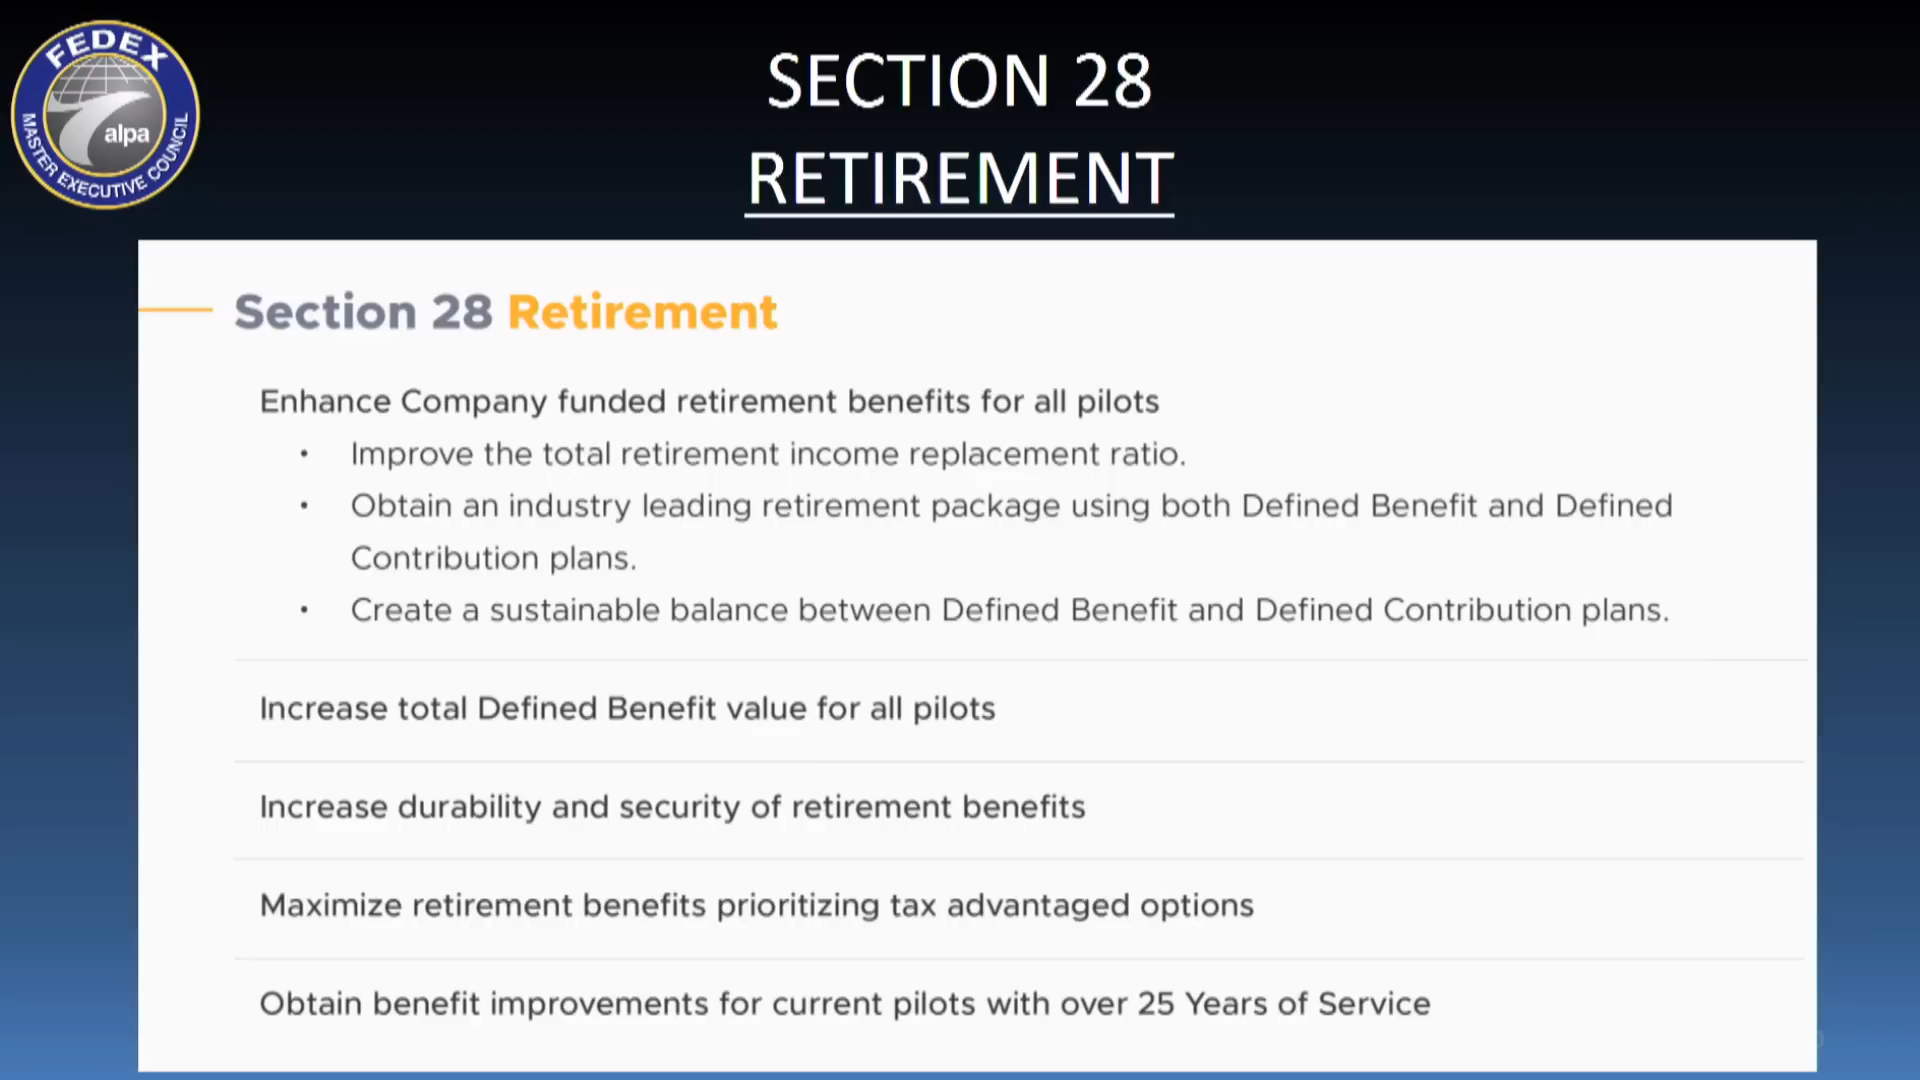 FEDEX
alpa
MASTER EXECUTIVE COUNCIL
SECTION 28
RETIREMENT
Section 28 Retirement
Enhance Company funded retirement benefits for all pilots
• Improve the total retirement income replacement ratio.
• Obtain an industry leading retirement package using both Defined Benefit and Defined
Contribution plans.
• Create a sustainable balance between Defined Benefit and Defined Contribution plans.
Increase total Defined Benefit value for all pilots
Increase durability and security of retirement benefits
Maximize retirement benefits prioritizing tax advantaged options
Obtain benefit improvements for current pilots with over 25 Years of Service